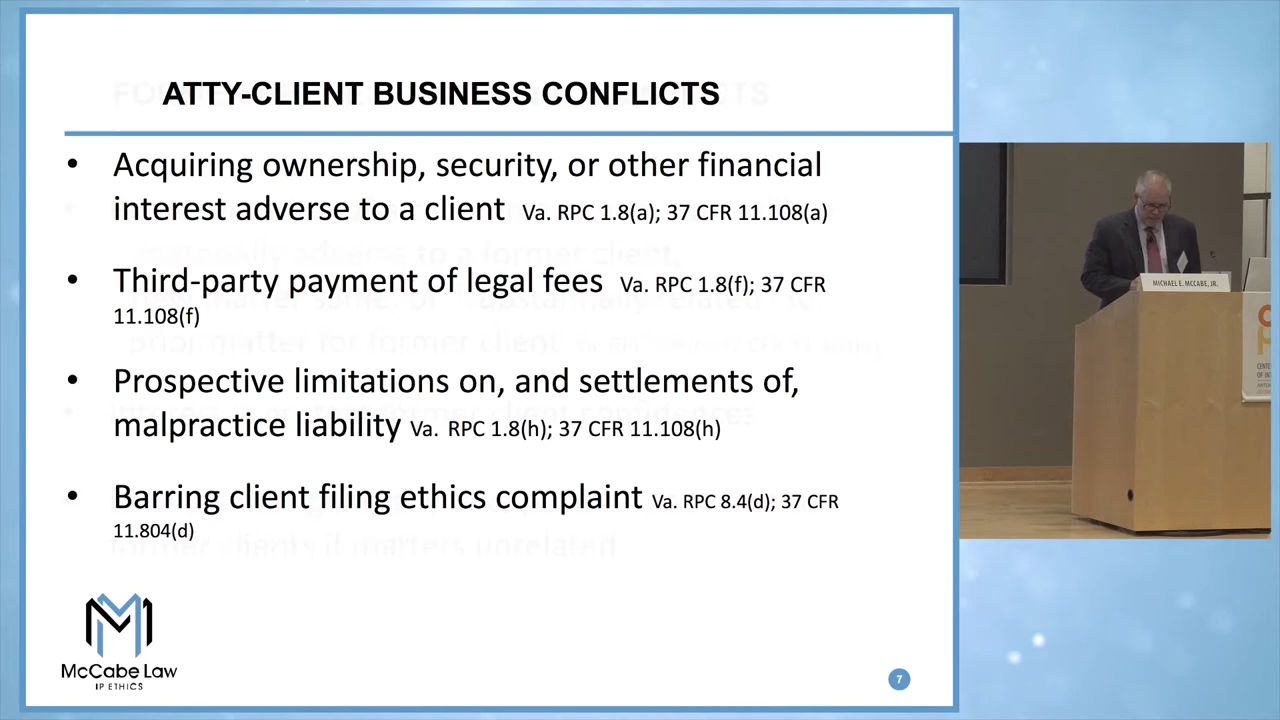 ATTY-CLIENT BUSINESS CONFLICTS
• Acquiring ownership, security, or other financial
interest adverse to a client Va. RPC 1.8(a); 37 CFR 11.108(a)
• Third-party payment of legal fees Va. RPC 1.8(f); 37 CFR
11.108(f)
• Prospective limitations on, and settlements of,
malpractice liability Va. RPC 1.8(h); 37 CFR 11.108(h)
• Barring client filing ethics complaint Va. RPC 8.4(d); 37 CFR
11.804(d)
McCabe Law
IP ETHICS
7
MICHAEL E. MCCABE, JR.